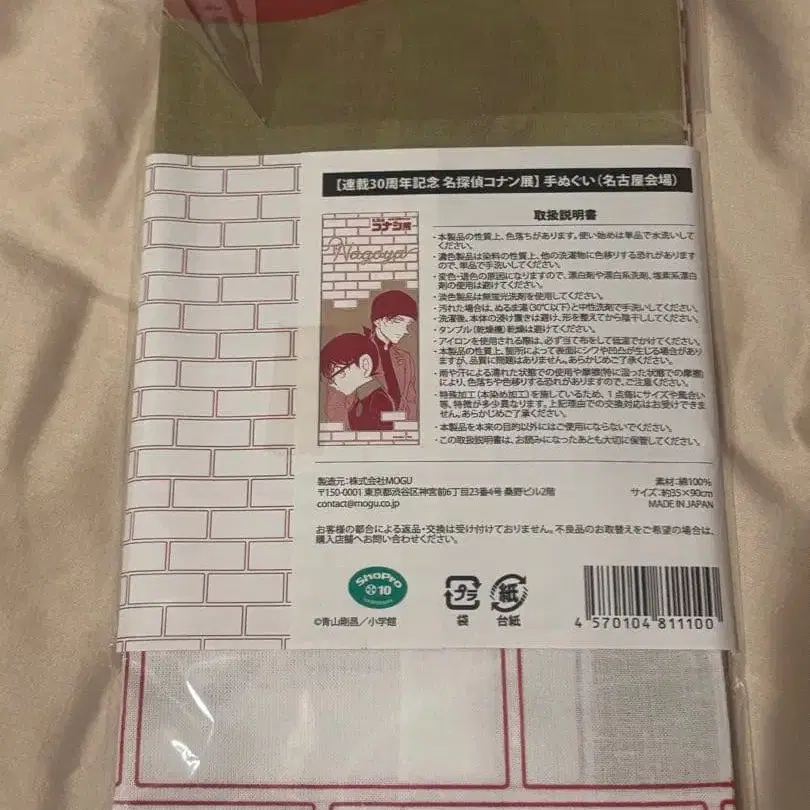 【連載30周年記念 名探偵コナン展】手ぬぐい（名古屋会場）
コナン展
Nagoya
取扱説明書
・本製品の性質上、色落ちがあります。使い始めは単品で水洗いして
ください。
・濃色製品は染料の性質上、他の洗濯物に色移りする恐れがあります
ので、単品で手洗いしてください。
・変色・退色の原因になりますので、漂白剤や漂白系洗剤、塩素系漂白
剤の使用は避けてください。
・淡色製品は無蛍光洗剤を使用してください。
・汚れた場合は、ぬるま湯（30℃以下）と中性洗剤で手洗いしてください。
・洗濯後、本体の浸け置きは避け、形を整えてから陰干ししてください。
・タンブル（乾燥機）乾燥は避けてください。
・アイロンを使用される際は、必ず当て布をして低温でかけてください。
・本製品の性質上、箇所によって表面にシワや凹凸が生じる場合があり
ますが、品質に問題はありません。あらかじめご了承ください。
・雨や汗による濡れた状態での使用や摩擦（特に湿った状態での摩擦）
により、色落ちや色移りする恐れがありますので、ご注意ください。
・特殊加工（本染め加工）を施しているため、1点毎にサイズや風合い
等、特徴が多少異なります。上記理由での交換対応はお受けできませ
ん。あらかじめご了承ください。
・本製品を本来の目的以外にはご使用にならないでください。
・この取扱説明書は、お読みになったあとも大切に保管してください。
製造元：株式会社MOGU
〒150-0001 東京都渋谷区神宮前6丁目23番4号 桑野ビル2階
contact@mogu.co.jp
素材：綿100%
サイズ：約35×90cm
MADE IN JAPAN
お客様の都合による返品・交換は受け付けておりません。不良品のお取替えをご希望の場合は、
購入店舗へお問い合わせください。
ShoPro
10
©青山剛昌／小学館
プラ
袋
紙
台紙
4 570104 811100